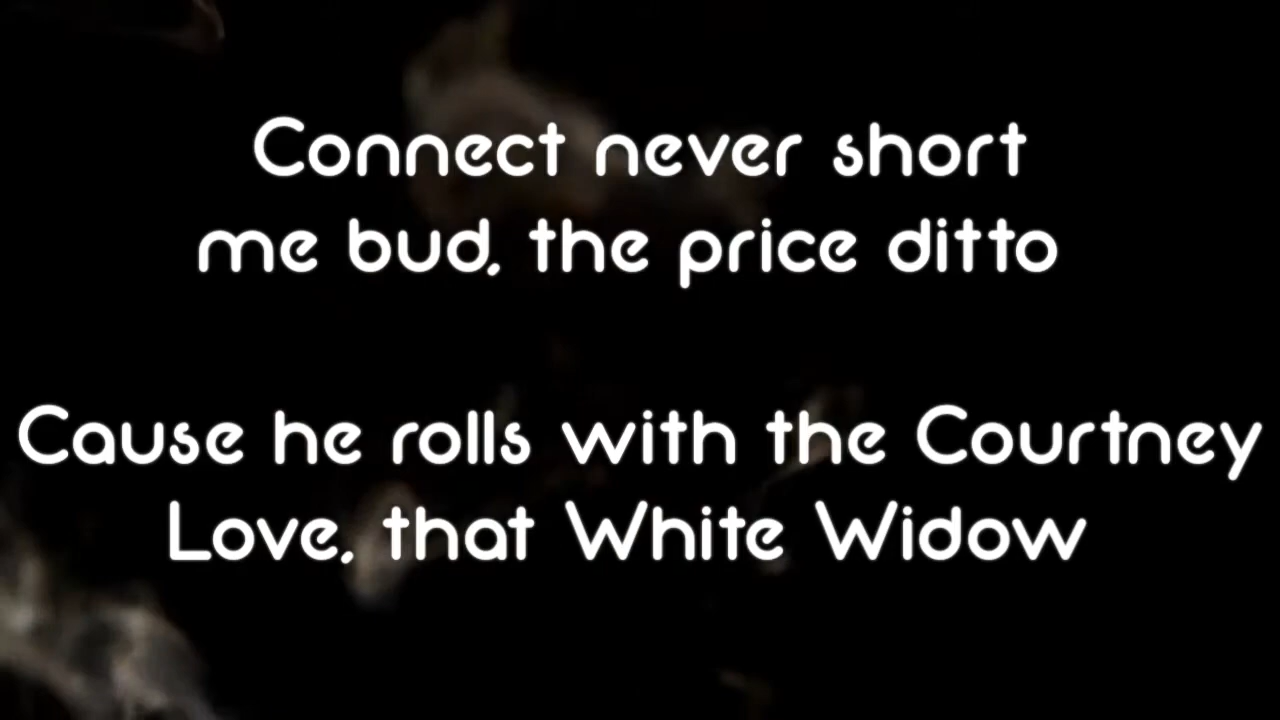 Connect never short
me bud, the price ditto
Cause he rolls with the Courtney
Love, that White Widow